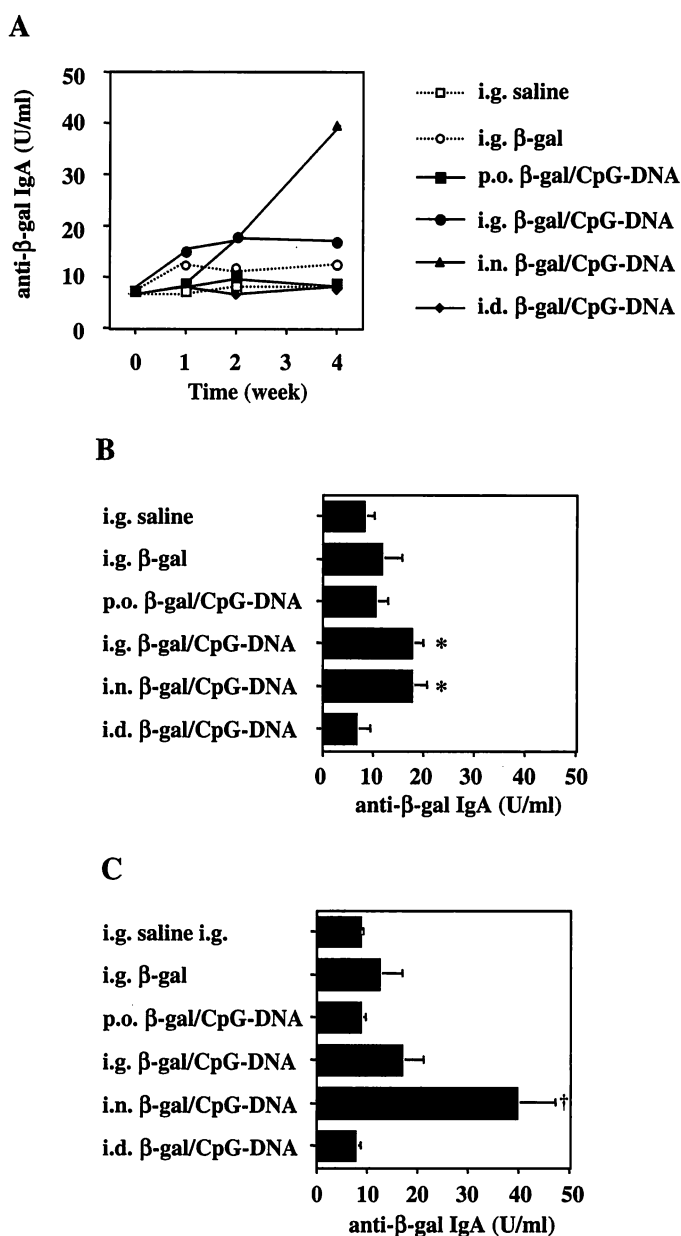 A
anti-β-gal IgA (U/ml)
50
40
30
20
10
0
0 1 2 3 4
Time (week)
i.g. saline
i.g. β-gal
p.o. β-gal/CpG-DNA
i.g. β-gal/CpG-DNA
i.n. β-gal/CpG-DNA
i.d. β-gal/CpG-DNA
B
i.g. saline
i.g. β-gal
p.o. β-gal/CpG-DNA
i.g. β-gal/CpG-DNA *
i.n. β-gal/CpG-DNA *
i.d. β-gal/CpG-DNA
0 10 20 30 40 50
anti-β-gal IgA (U/ml)
C
i.g. saline i.g.
i.g. β-gal
p.o. β-gal/CpG-DNA
i.g. β-gal/CpG-DNA
i.n. β-gal/CpG-DNA †
i.d. β-gal/CpG-DNA
0 10 20 30 40 50
anti-β-gal IgA (U/ml)